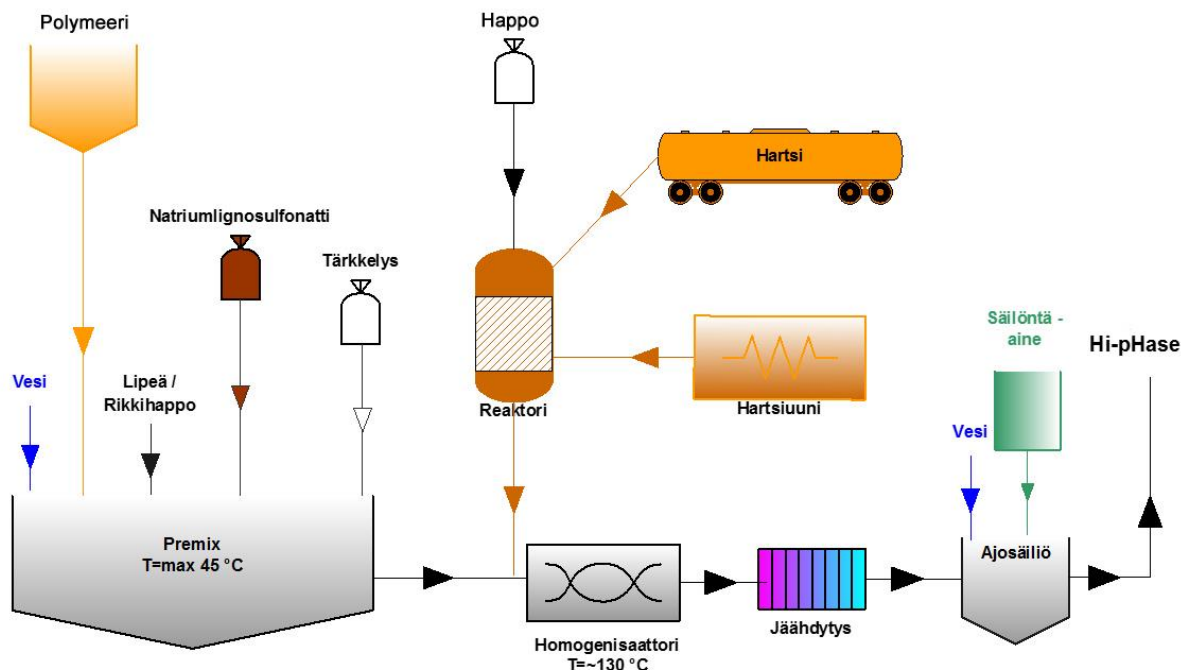 Polymeeri
Happo
Hartsi
Natriumlignosulfonatti
Tärkkelys
Säilöntä -
aine
Hi-pHase
Vesi
Lipeä /
Rikkihappo
Reaktori
Hartsiuuni
Vesi
Premix
T=max 45 °C
Ajosäiliö
Homogenisaattori
T=~130 °C
Jäähdytys